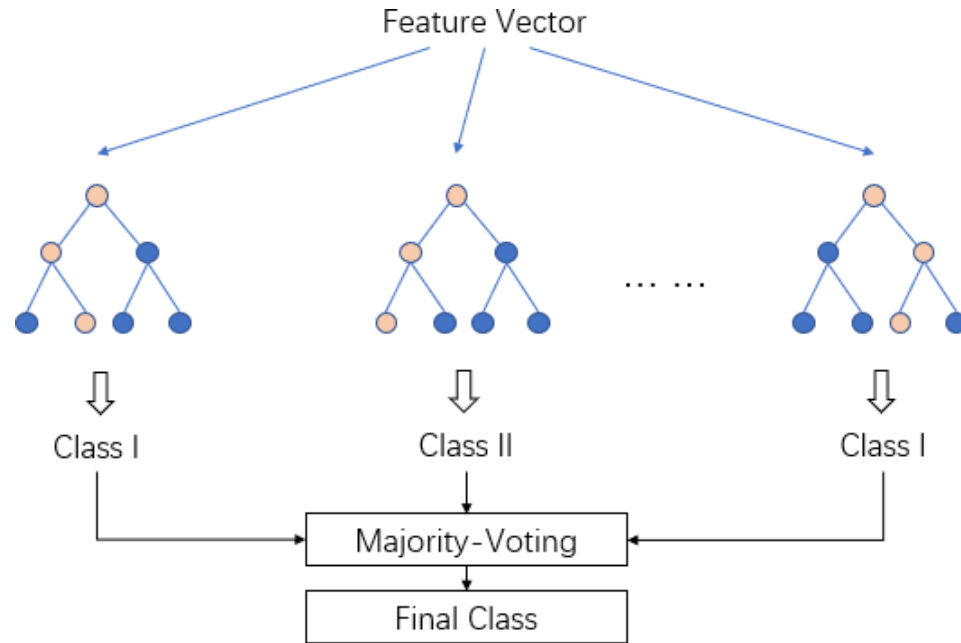 Feature Vector
... ...
Class I
Class II
Class I
Majority-Voting
Final Class